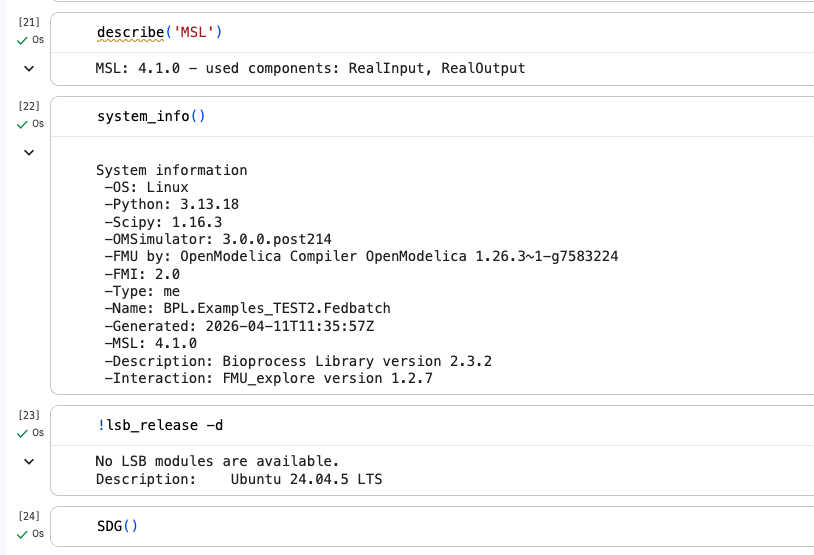 [21]
0s
describe('MSL')
MSL: 4.1.0 – used components: RealInput, RealOutput
[22]
0s
system_info()
System information
-OS: Linux
-Python: 3.13.18
-Scipy: 1.16.3
-OMSimulator: 3.0.0.post214
-FMU by: OpenModelica Compiler OpenModelica 1.26.3~1-g7583224
-FMI: 2.0
-Type: me
-Name: BPL.Examples_TEST2.Fedbatch
-Generated: 2026-04-11T11:35:57Z
-MSL: 4.1.0
-Description: Bioprocess Library version 2.3.2
-Interaction: FMU_explore version 1.2.7
[23]
0s
!lsb_release -d
No LSB modules are available.
Description: Ubuntu 24.04.5 LTS
[24]
0s
SDG()